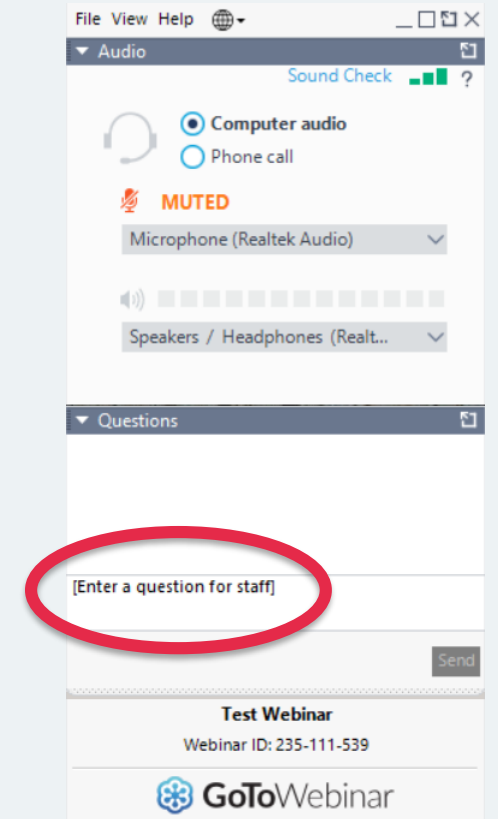 File View Help
Audio
Sound Check ?
Computer audio
Phone call
MUTED
Microphone (Realtek Audio)
Speakers / Headphones (Realt...
Questions
[Enter a question for staff]
Send
Test Webinar
Webinar ID: 235-111-539
GoToWebinar